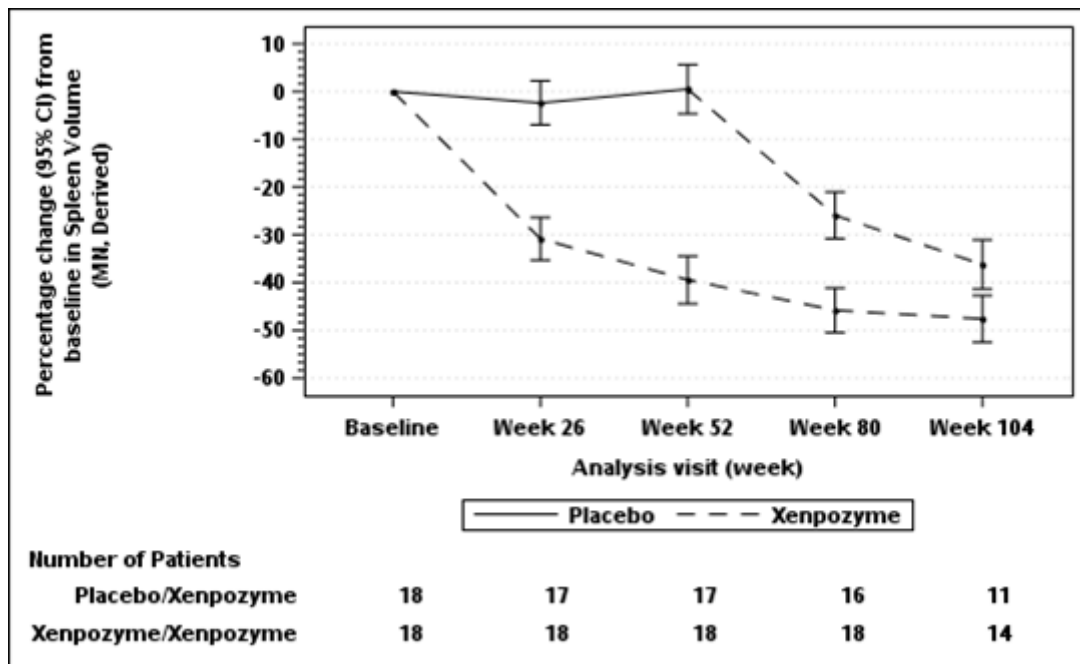 Percentage change (95% CI) from
baseline in Spleen Volume
(MN, Derived)
10
0
-10
-20
-30
-40
-50
-60
Baseline Week 26 Week 52 Week 80 Week 104
Analysis visit (week)
Placebo Xenpozyme
Number of Patients
Placebo/Xenpozyme 18 17 17 16 11
Xenpozyme/Xenpozyme 18 18 18 18 14